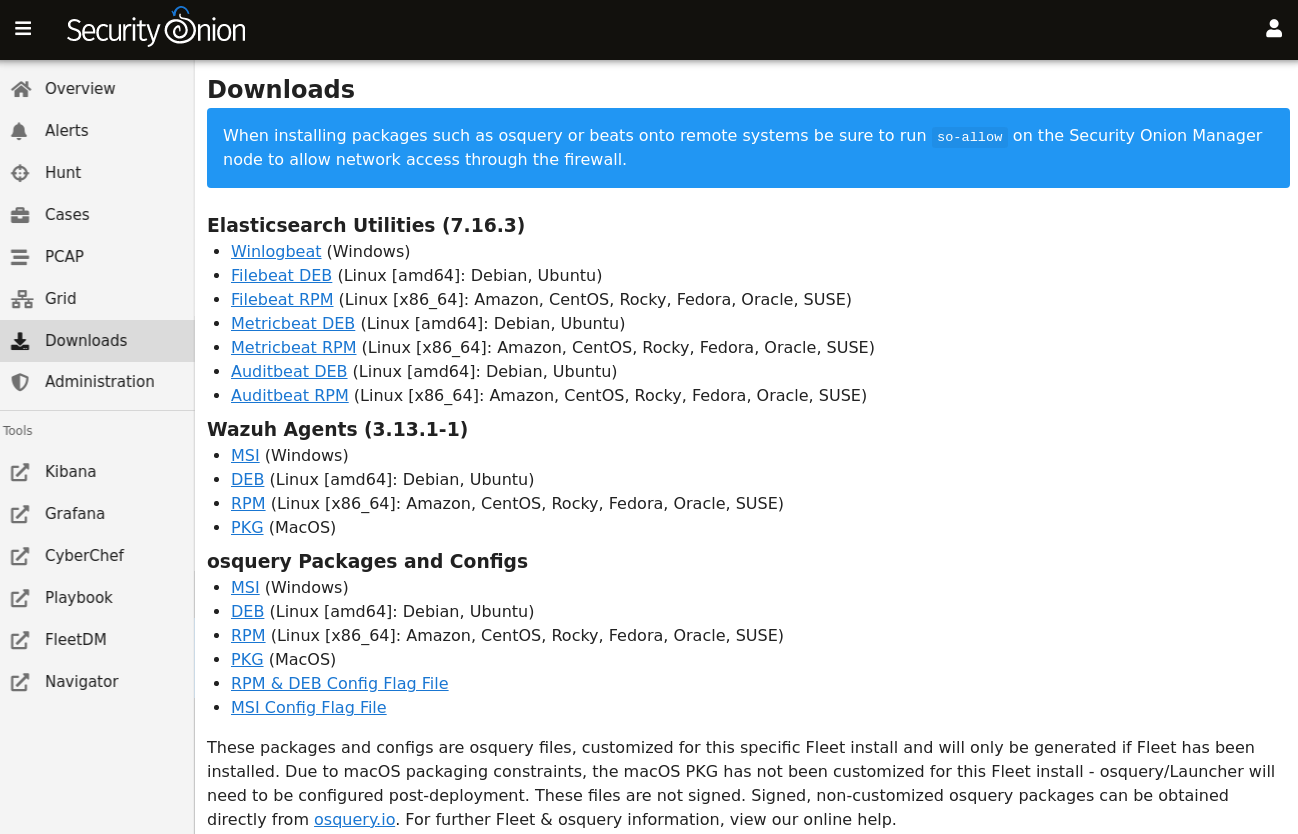 Security Onion
Overview
Alerts
Hunt
Cases
PCAP
Grid
Downloads
Administration
Tools
Kibana
Grafana
CyberChef
Playbook
FleetDM
Navigator
Downloads
When installing packages such as osquery or beats onto remote systems be sure to run so-allow on the Security Onion Manager
node to allow network access through the firewall.
Elasticsearch Utilities (7.16.3)
• Winlogbeat (Windows)
• Filebeat DEB (Linux [amd64]: Debian, Ubuntu)
• Filebeat RPM (Linux [x86_64]: Amazon, CentOS, Rocky, Fedora, Oracle, SUSE)
• Metricbeat DEB (Linux [amd64]: Debian, Ubuntu)
• Metricbeat RPM (Linux [x86_64]: Amazon, CentOS, Rocky, Fedora, Oracle, SUSE)
• Auditbeat DEB (Linux [amd64]: Debian, Ubuntu)
• Auditbeat RPM (Linux [x86_64]: Amazon, CentOS, Rocky, Fedora, Oracle, SUSE)
Wazuh Agents (3.13.1-1)
• MSI (Windows)
• DEB (Linux [amd64]: Debian, Ubuntu)
• RPM (Linux [x86_64]: Amazon, CentOS, Rocky, Fedora, Oracle, SUSE)
• PKG (MacOS)
osquery Packages and Configs
• MSI (Windows)
• DEB (Linux [amd64]: Debian, Ubuntu)
• RPM (Linux [x86_64]: Amazon, CentOS, Rocky, Fedora, Oracle, SUSE)
• PKG (MacOS)
• RPM & DEB Config Flag File
• MSI Config Flag File
These packages and configs are osquery files, customized for this specific Fleet install and will only be generated if Fleet has been
installed. Due to macOS packaging constraints, the macOS PKG has not been customized for this Fleet install - osquery/Launcher will
need to be configured post-deployment. These files are not signed. Signed, non-customized osquery packages can be obtained
directly from osquery.io. For further Fleet & osquery information, view our online help.